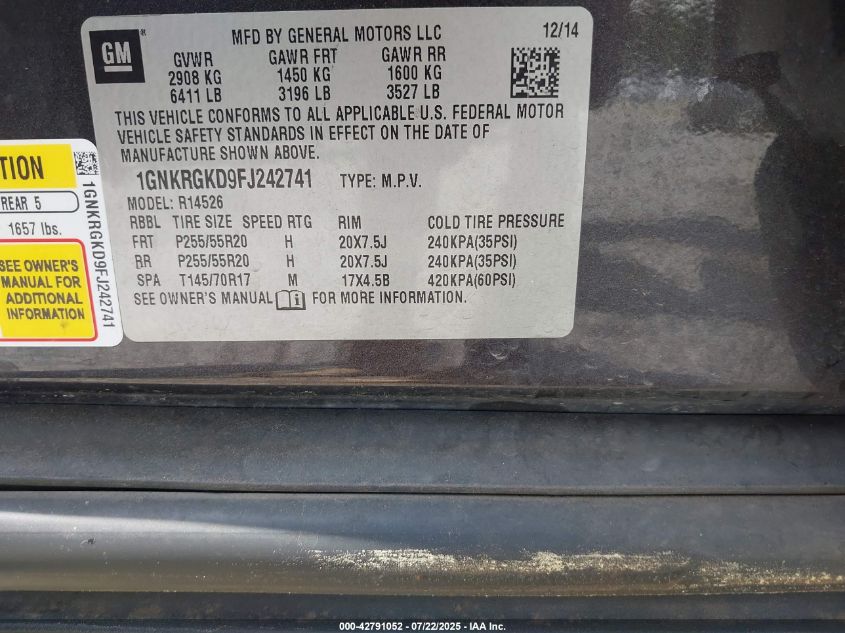 GM
MFD BY GENERAL MOTORS LLC 12/14
GVWR GAWR FRT GAWR RR
2908 KG 1450 KG 1600 KG
6411 LB 3196 LB 3527 LB
THIS VEHICLE CONFORMS TO ALL APPLICABLE U.S. FEDERAL MOTOR
VEHICLE SAFETY STANDARDS IN EFFECT ON THE DATE OF
MANUFACTURE SHOWN ABOVE.
1GNKRGKD9FJ242741 TYPE: M.P.V.
MODEL: R14526
RBBL TIRE SIZE SPEED RTG RIM COLD TIRE PRESSURE
FRT P255/55R20 H 20X7.5J 240KPA(35PSI)
RR P255/55R20 H 20X7.5J 240KPA(35PSI)
SPA T145/70R17 M 17X4.5B 420KPA(60PSI)
SEE OWNER'S MANUAL FOR MORE INFORMATION.
REAR 5
1657 lbs.
SEE OWNER'S
MANUAL FOR
ADDITIONAL
INFORMATION
1GNKRGKD9FJ242741
000-42791052 - 07/22/2025 - IAA Inc.